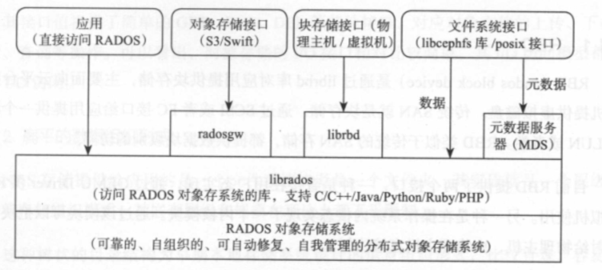 应用
(直接访问 RADOS)
对象存储接口
(S3/Swift)
块存储接口(物
理主机 / 虚拟机)
文件系统接口
(libcephfs 库 /posix 接口)
数据
元数据
radosgw
librbd
元数据服务
器 (MDS)
librados
(访问 RADOS 对象存系统的库，支持 C/C++/Java/Python/Ruby/PHP)
RADOS 对象存储系统
(可靠的、自组织的、可自动修复、自我管理的分布式对象存储系统)